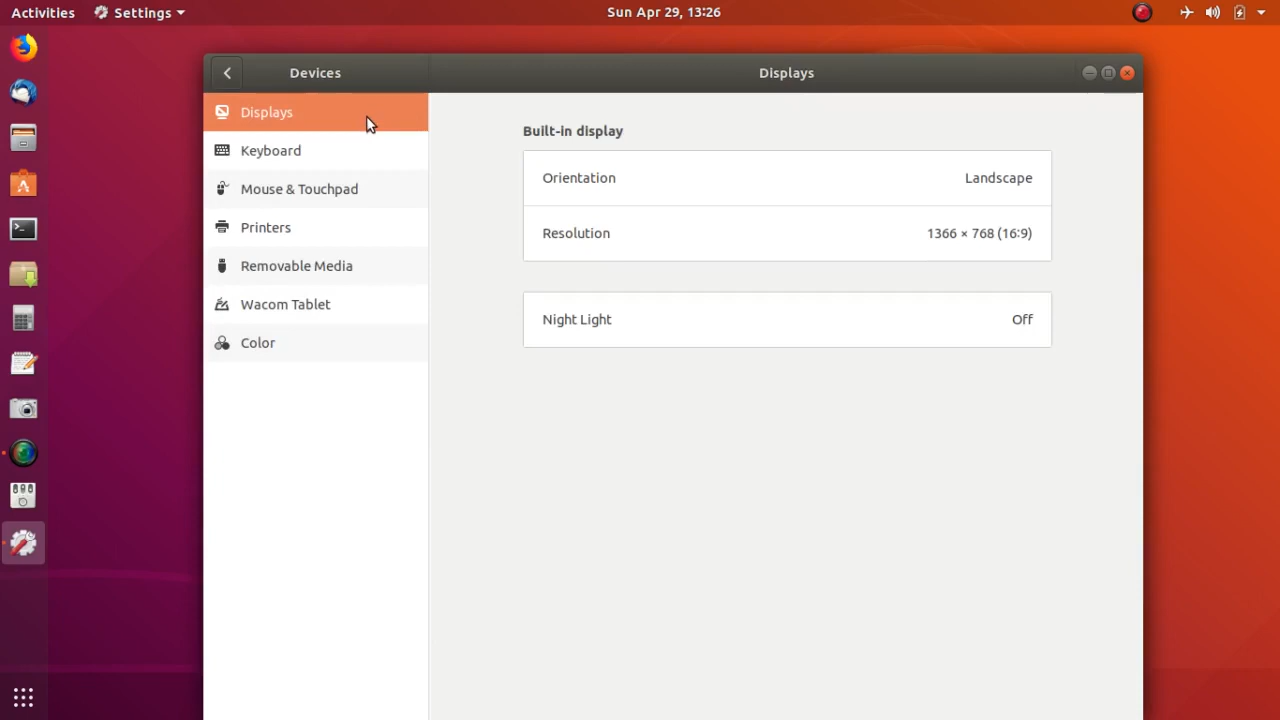 Activities Settings Sun Apr 29, 13:26
Devices Displays
Displays
Keyboard
Mouse & Touchpad
Printers
Removable Media
Wacom Tablet
Color
Built-in display
Orientation Landscape
Resolution 1366 × 768 (16:9)
Night Light Off